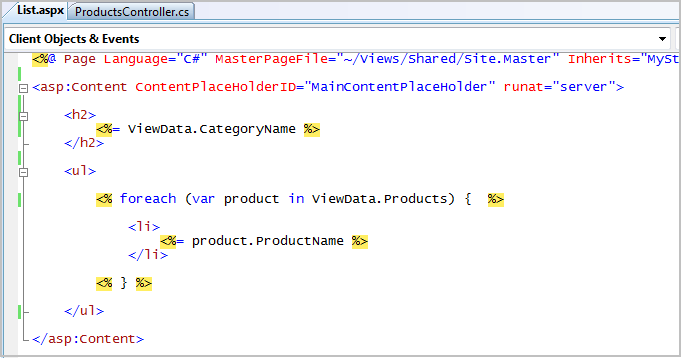 List.aspx ProductsController.cs
Client Objects & Events
<%@ Page Language="C#" MasterPageFile="~/Views/Shared/Site.Master" Inherits="MySt
<asp:Content ContentPlaceHolderID="MainContentPlaceHolder" runat="server">
<h2>
<%= ViewData.CategoryName %>
</h2>
<ul>
<% foreach (var product in ViewData.Products) { %>
<li>
<%= product.ProductName %>
</li>
<% } %>
</ul>
</asp:Content>